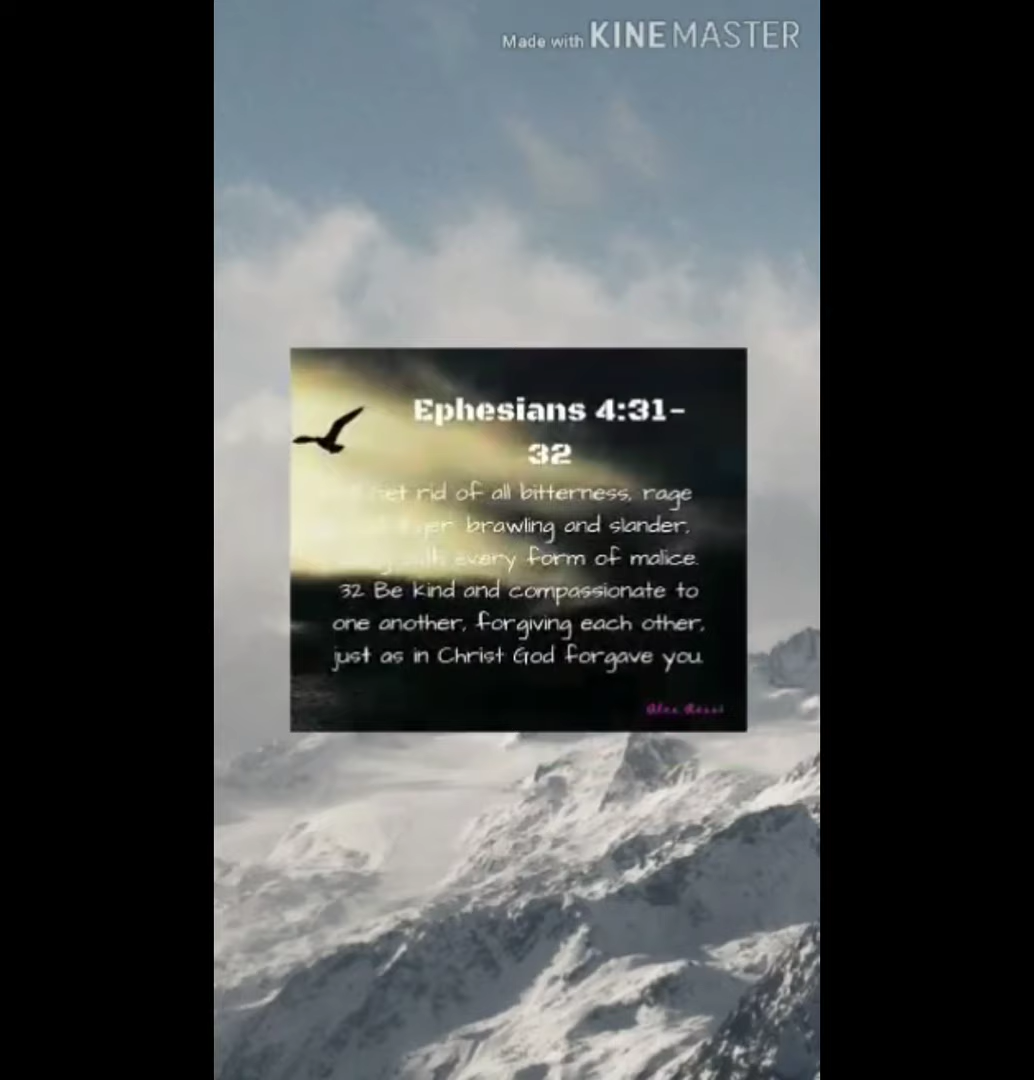 Made with KINEMASTER
Ephesians 4:31-
32
Get rid of all bitterness, rage
brawling and slander,
every form of malice.
32 Be kind and compassionate to
one another, forgiving each other,
just as in Christ God forgave you.